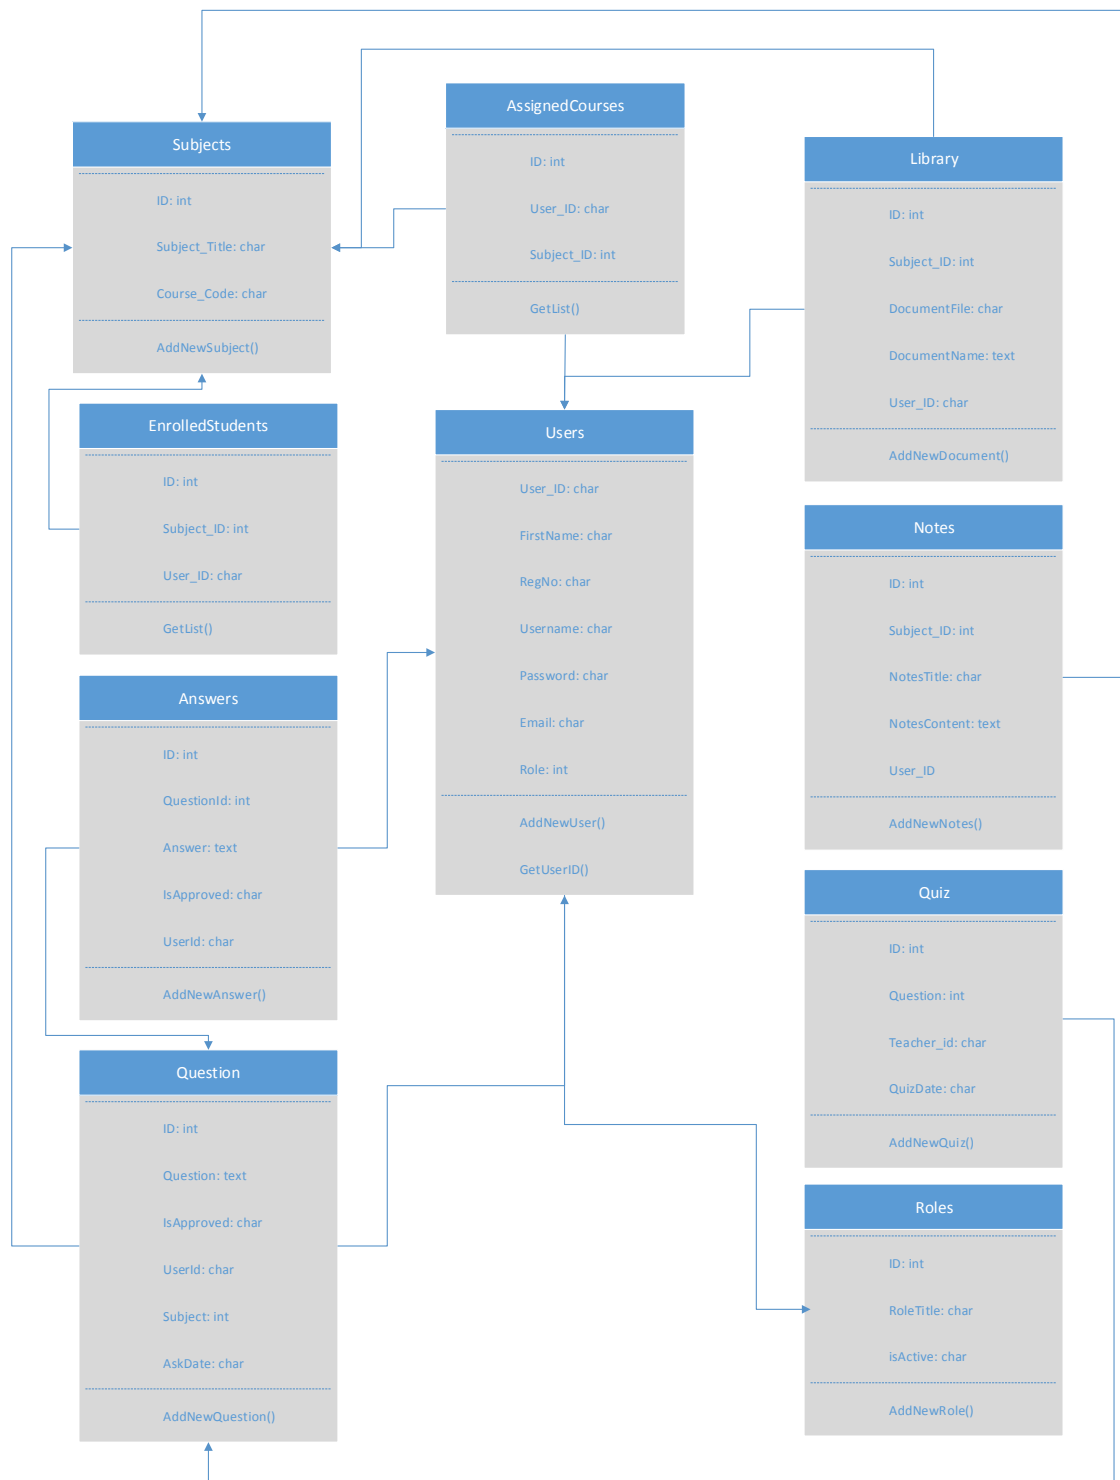 Subjects
ID: int
Subject_Title: char
Course_Code: char
AddNewSubject()
AssignedCourses
ID: int
User_ID: char
Subject_ID: int
GetList()
Library
ID: int
Subject_ID: int
DocumentFile: char
DocumentName: text
User_ID: char
AddNewDocument()
EnrolledStudents
ID: int
Subject_ID: int
User_ID: char
GetList()
Users
User_ID: char
FirstName: char
RegNo: char
Username: char
Password: char
Email: char
Role: int
AddNewUser()
GetUserID()
Notes
ID: int
Subject_ID: int
NotesTitle: char
NotesContent: text
User_ID
AddNewNotes()
Answers
ID: int
QuestionId: int
Answer: text
IsApproved: char
UserId: char
AddNewAnswer()
Quiz
ID: int
Question: int
Teacher_id: char
QuizDate: char
AddNewQuiz()
Question
ID: int
Question: text
IsApproved: char
UserId: char
Subject: int
AskDate: char
AddNewQuestion()
Roles
ID: int
RoleTitle: char
isActive: char
AddNewRole()